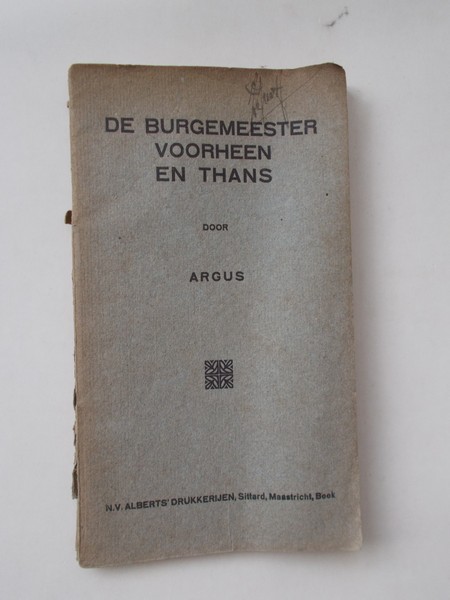 DE BURGEMEESTER
VOORHEEN
EN THANS
DOOR
ARGUS
N.V. ALBERTS' DRUKKERIJEN, Sittard, Maastricht, Beek